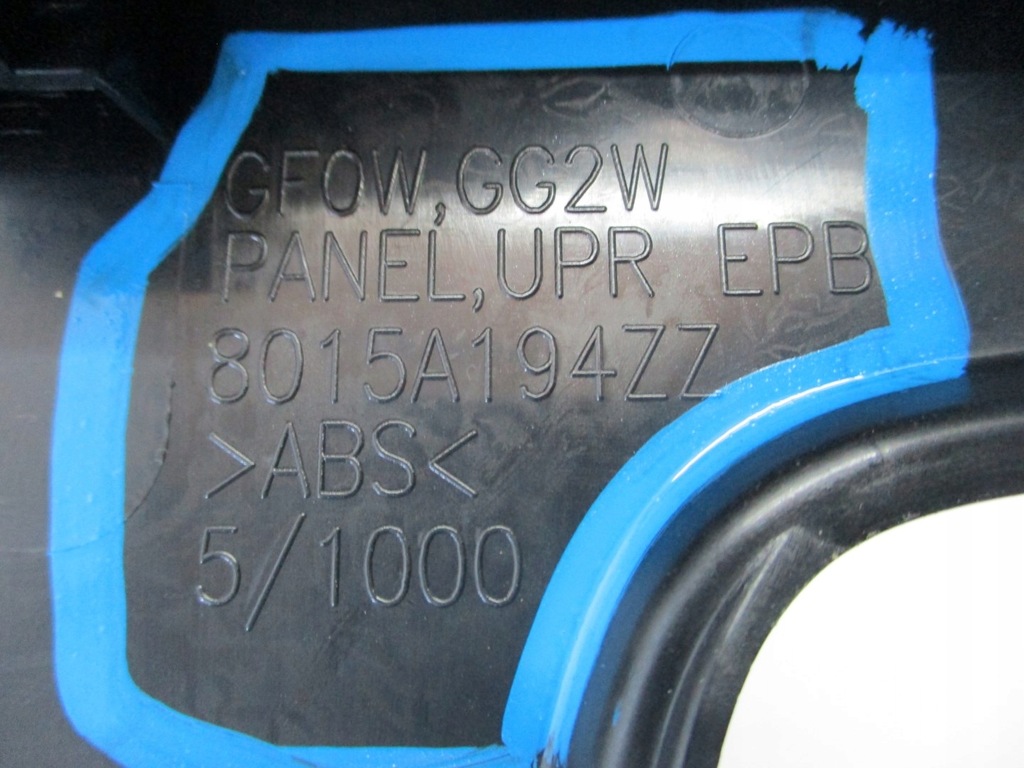 GF0W,GG2W
PANEL,UPR EPB
8015A194ZZ
>ABS<
5/1000